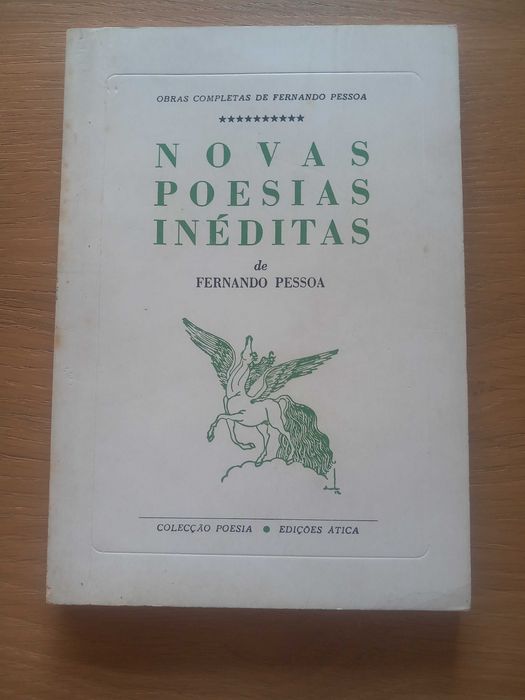 OBRAS COMPLETAS DE FERNANDO PESSOA
★★★★★★★★★★
NOVAS
POESIAS
INÉDITAS
de
FERNANDO PESSOA
COLECÇÃO POESIA ● EDIÇÕES ÁTICA